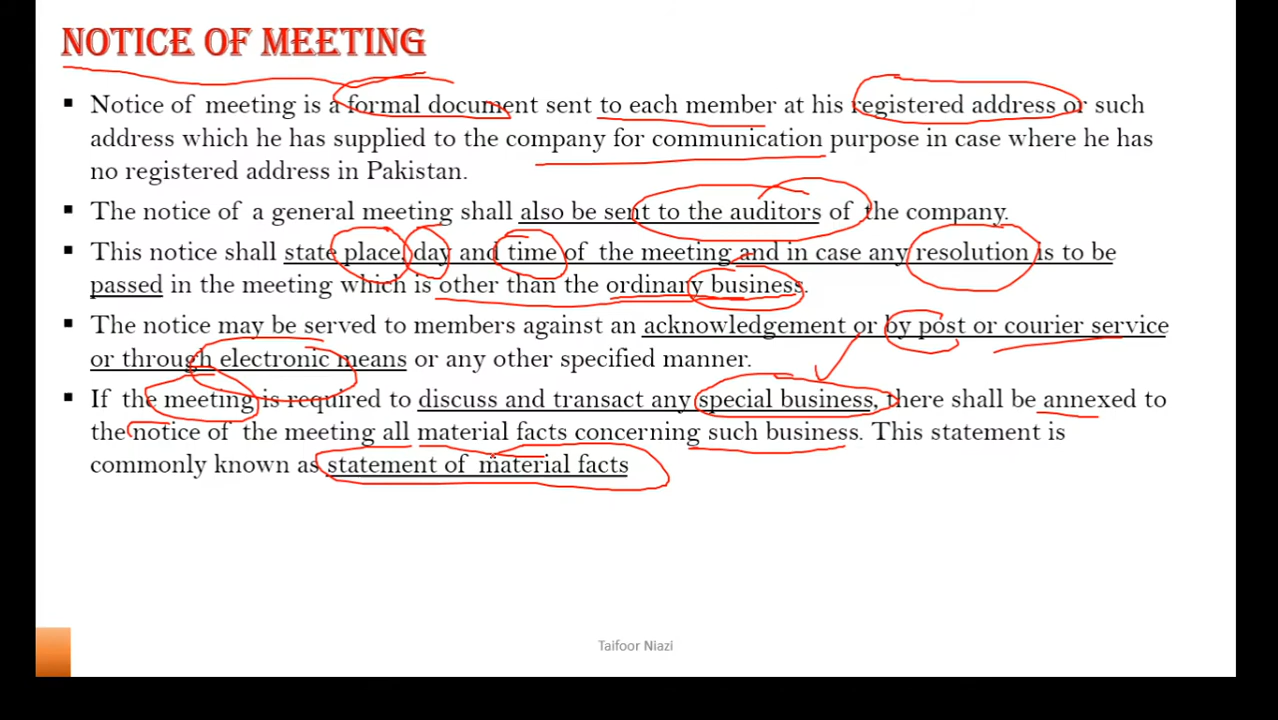 NOTICE OF MEETING
▪ Notice of meeting is a formal document sent to each member at his registered address or such
address which he has supplied to the company for communication purpose in case where he has
no registered address in Pakistan.
▪ The notice of a general meeting shall also be sent to the auditors of the company.
▪ This notice shall state place, day and time of the meeting and in case any resolution is to be
passed in the meeting which is other than the ordinary business.
▪ The notice may be served to members against an acknowledgement or by post or courier service
or through electronic means or any other specified manner.
▪ If the meeting is required to discuss and transact any special business, there shall be annexed to
the notice of the meeting all material facts concerning such business. This statement is
commonly known as statement of material facts
Taifoor Niazi